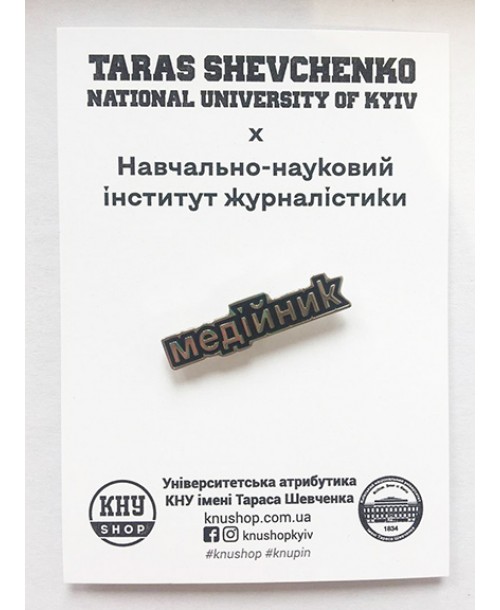 TARAS SHEVCHENKO
NATIONAL UNIVERSITY OF KYIV
x
Навчально-науковий
інститут журналістики
медійник
Університетська атрибутика
КНУ імені Тараса Шевченка
knushop.com.ua
knushopkyiv
#knushop #knupin
КНУ
SHOP
1834